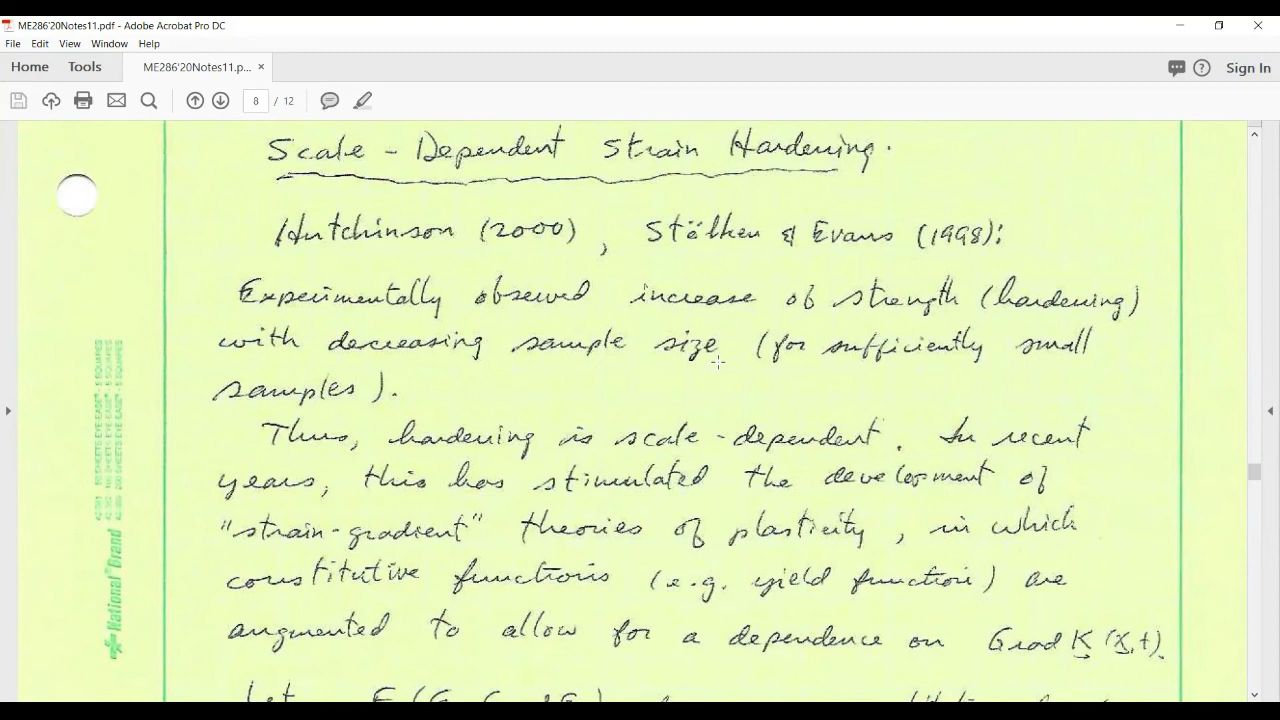 ME286'20Notes11.pdf - Adobe Acrobat Pro DC
File Edit View Window Help
Home Tools ME286'20Notes11.p... × Sign In
8 / 12
Scale - Dependent Strain Hardening.
Hutchinson (2000), Stölken & Evans (1998):
Experimentally observed increase of strength (hardening)
with decreasing sample size (for sufficiently small
samples).
Thus, hardening is scale-dependent. In recent
years, this has stimulated the development of
"strain-gradient" theories of plasticity, in which
constitutive functions (e.g. yield function) are
augmented to allow for a dependence on Grad K (X,t).
Let
National® Brand